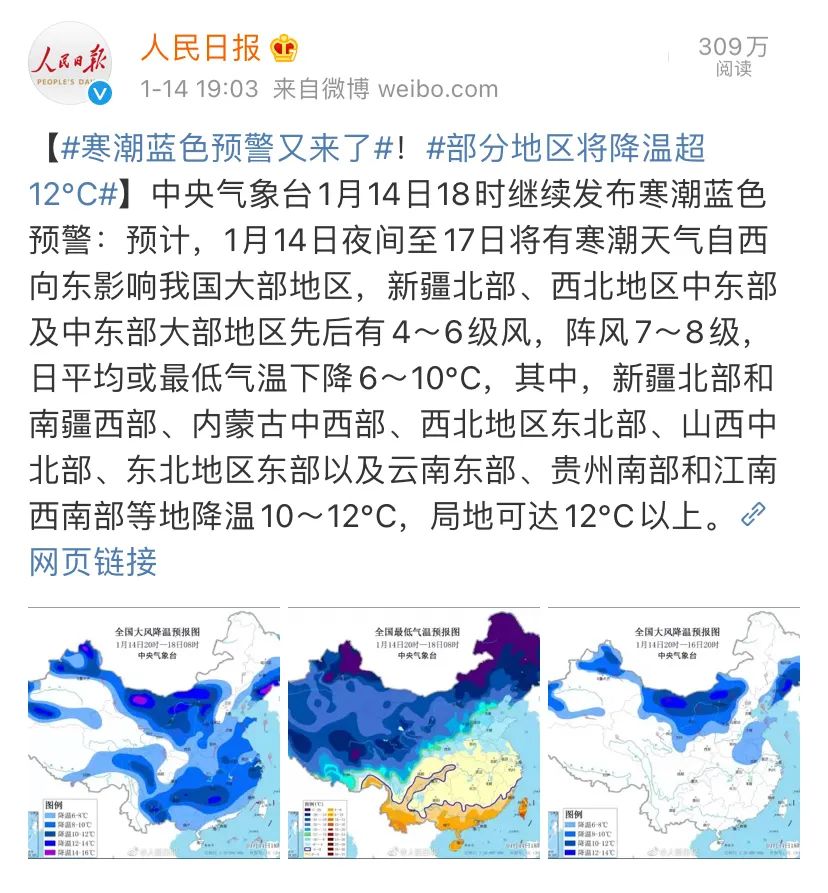 人民日报
人民日报
PEOPLE'S DA
309万
阅读
1-14 19:03 来自微博 weibo.com
【#寒潮蓝色预警又来了#！#部分地区将降温超
12°C#】中央气象台1月14日18时继续发布寒潮蓝色
预警：预计，1月14日夜间至17日将有寒潮天气自西
向东影响我国大部地区，新疆北部、西北地区中东部
及中东部大部地区先后有4～6级风，阵风7～8级，
日平均或最低气温下降6～10°C，其中，新疆北部和
南疆西部、内蒙古中西部、西北地区东北部、山西中
北部、东北地区东部以及云南东部、贵州南部和江南
西南部等地降温10～12°C，局地可达12°C以上。
网页链接
全国大风降温预报图
1月14日20时—18日08时
中央气象台
图例
降温6-8℃
降温8-10℃
降温10-12℃
降温12-14℃
降温14-16℃
全国最低气温预报图
1月14日20时—18日08时
中央气象台
全国大风降温预报图
1月14日20时—16日20时
中央气象台
图例
降温6-8℃
降温8-10℃
降温10-12℃
降温12-14℃